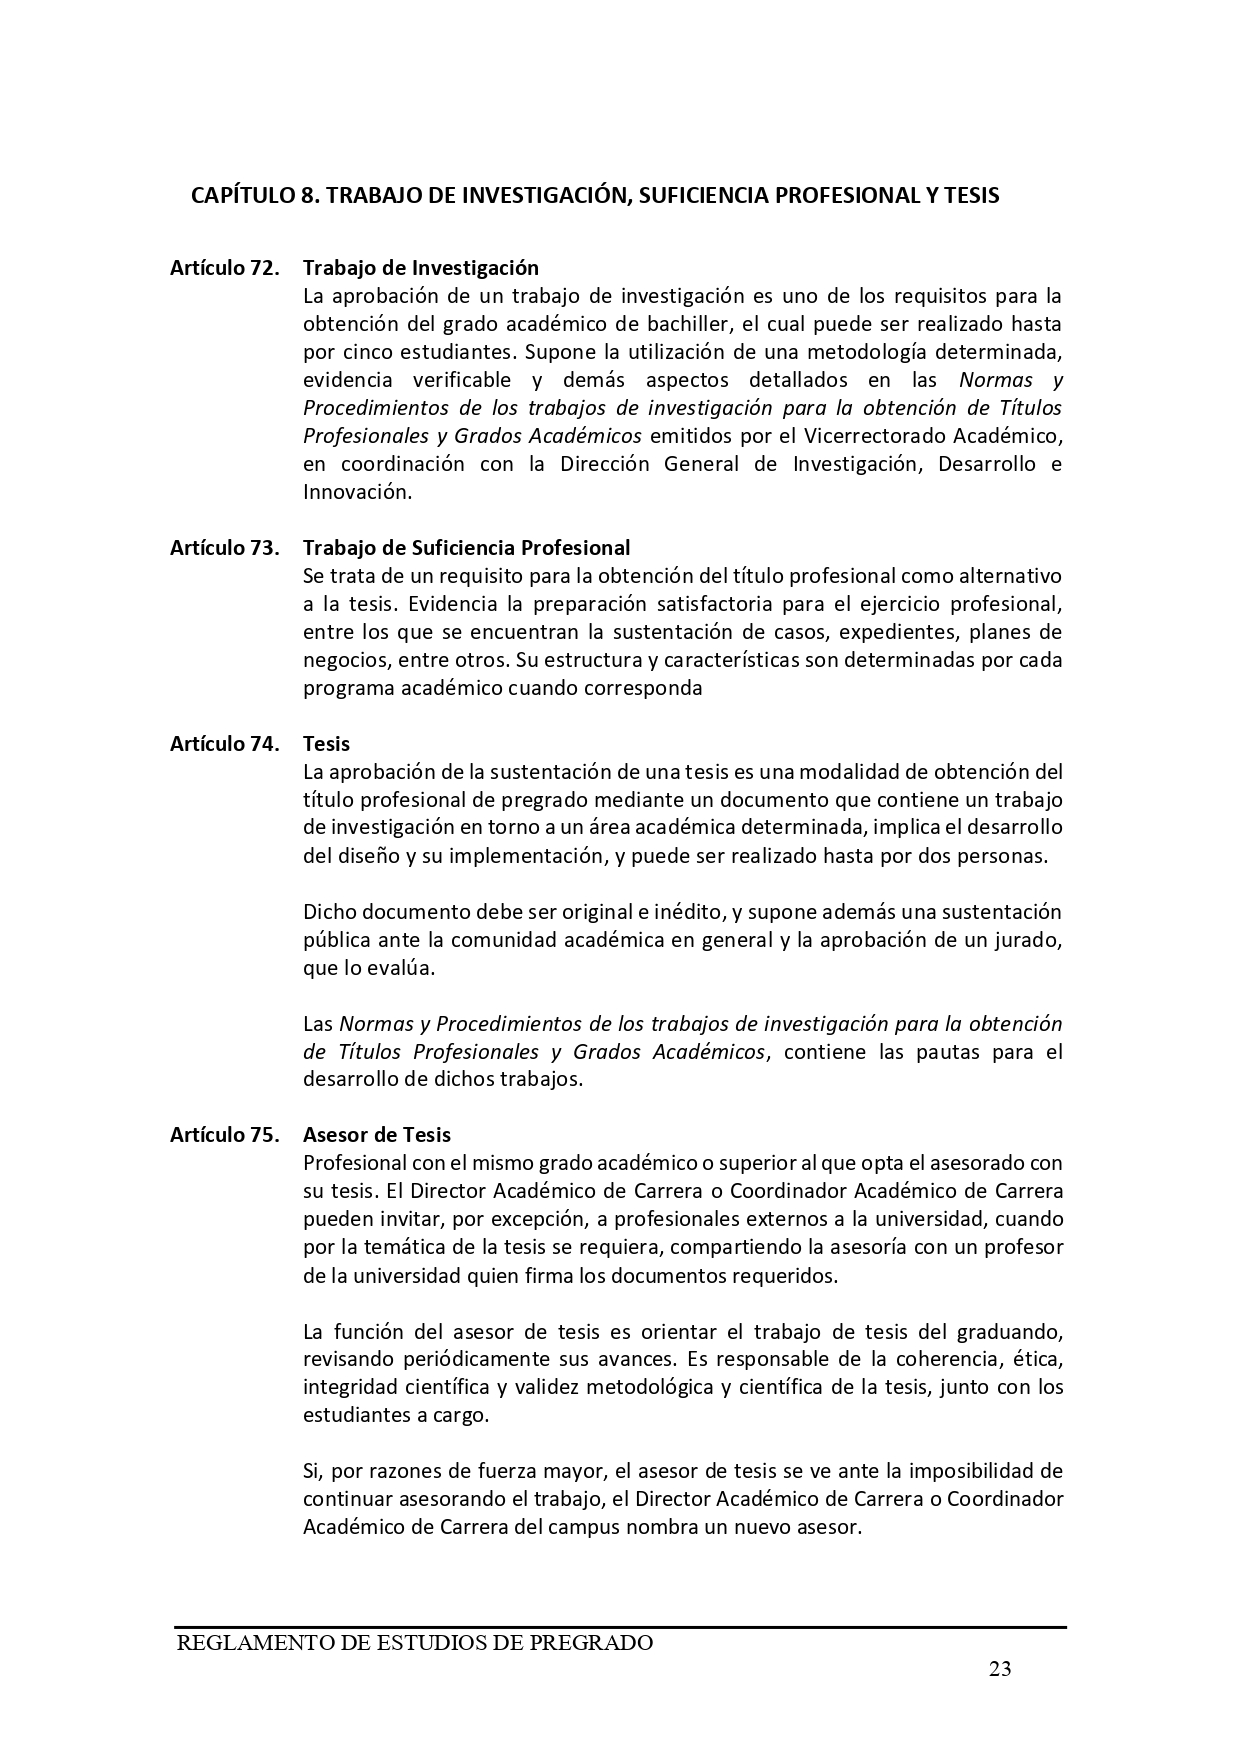 CAPÍTULO 8. TRABAJO DE INVESTIGACIÓN, SUFICIENCIA PROFESIONAL Y TESIS
Artículo 72. Trabajo de Investigación
La aprobación de un trabajo de investigación es uno de los requisitos para la
obtención del grado académico de bachiller, el cual puede ser realizado hasta
por cinco estudiantes. Supone la utilización de una metodología determinada,
evidencia verificable y demás aspectos detallados en las Normas y
Procedimientos de los trabajos de investigación para la obtención de Títulos
Profesionales y Grados Académicos emitidos por el Vicerrectorado Académico,
en coordinación con la Dirección General de Investigación, Desarrollo e
Innovación.
Artículo 73. Trabajo de Suficiencia Profesional
Se trata de un requisito para la obtención del título profesional como alternativo
a la tesis. Evidencia la preparación satisfactoria para el ejercicio profesional,
entre los que se encuentran la sustentación de casos, expedientes, planes de
negocios, entre otros. Su estructura y características son determinadas por cada
programa académico cuando corresponda
Artículo 74. Tesis
La aprobación de la sustentación de una tesis es una modalidad de obtención del
título profesional de pregrado mediante un documento que contiene un trabajo
de investigación en torno a un área académica determinada, implica el desarrollo
del diseño y su implementación, y puede ser realizado hasta por dos personas.
Dicho documento debe ser original e inédito, y supone además una sustentación
pública ante la comunidad académica en general y la aprobación de un jurado,
que lo evalúa.
Las Normas y Procedimientos de los trabajos de investigación para la obtención
de Títulos Profesionales y Grados Académicos, contiene las pautas para el
desarrollo de dichos trabajos.
Artículo 75. Asesor de Tesis
Profesional con el mismo grado académico o superior al que opta el asesorado con
su tesis. El Director Académico de Carrera o Coordinador Académico de Carrera
pueden invitar, por excepción, a profesionales externos a la universidad, cuando
por la temática de la tesis se requiera, compartiendo la asesoría con un profesor
de la universidad quien firma los documentos requeridos.
La función del asesor de tesis es orientar el trabajo de tesis del graduando,
revisando periódicamente sus avances. Es responsable de la coherencia, ética,
integridad científica y validez metodológica y científica de la tesis, junto con los
estudiantes a cargo.
Si, por razones de fuerza mayor, el asesor de tesis se ve ante la imposibilidad de
continuar asesorando el trabajo, el Director Académico de Carrera o Coordinador
Académico de Carrera del campus nombra un nuevo asesor.
REGLAMENTO DE ESTUDIOS DE PREGRADO
23